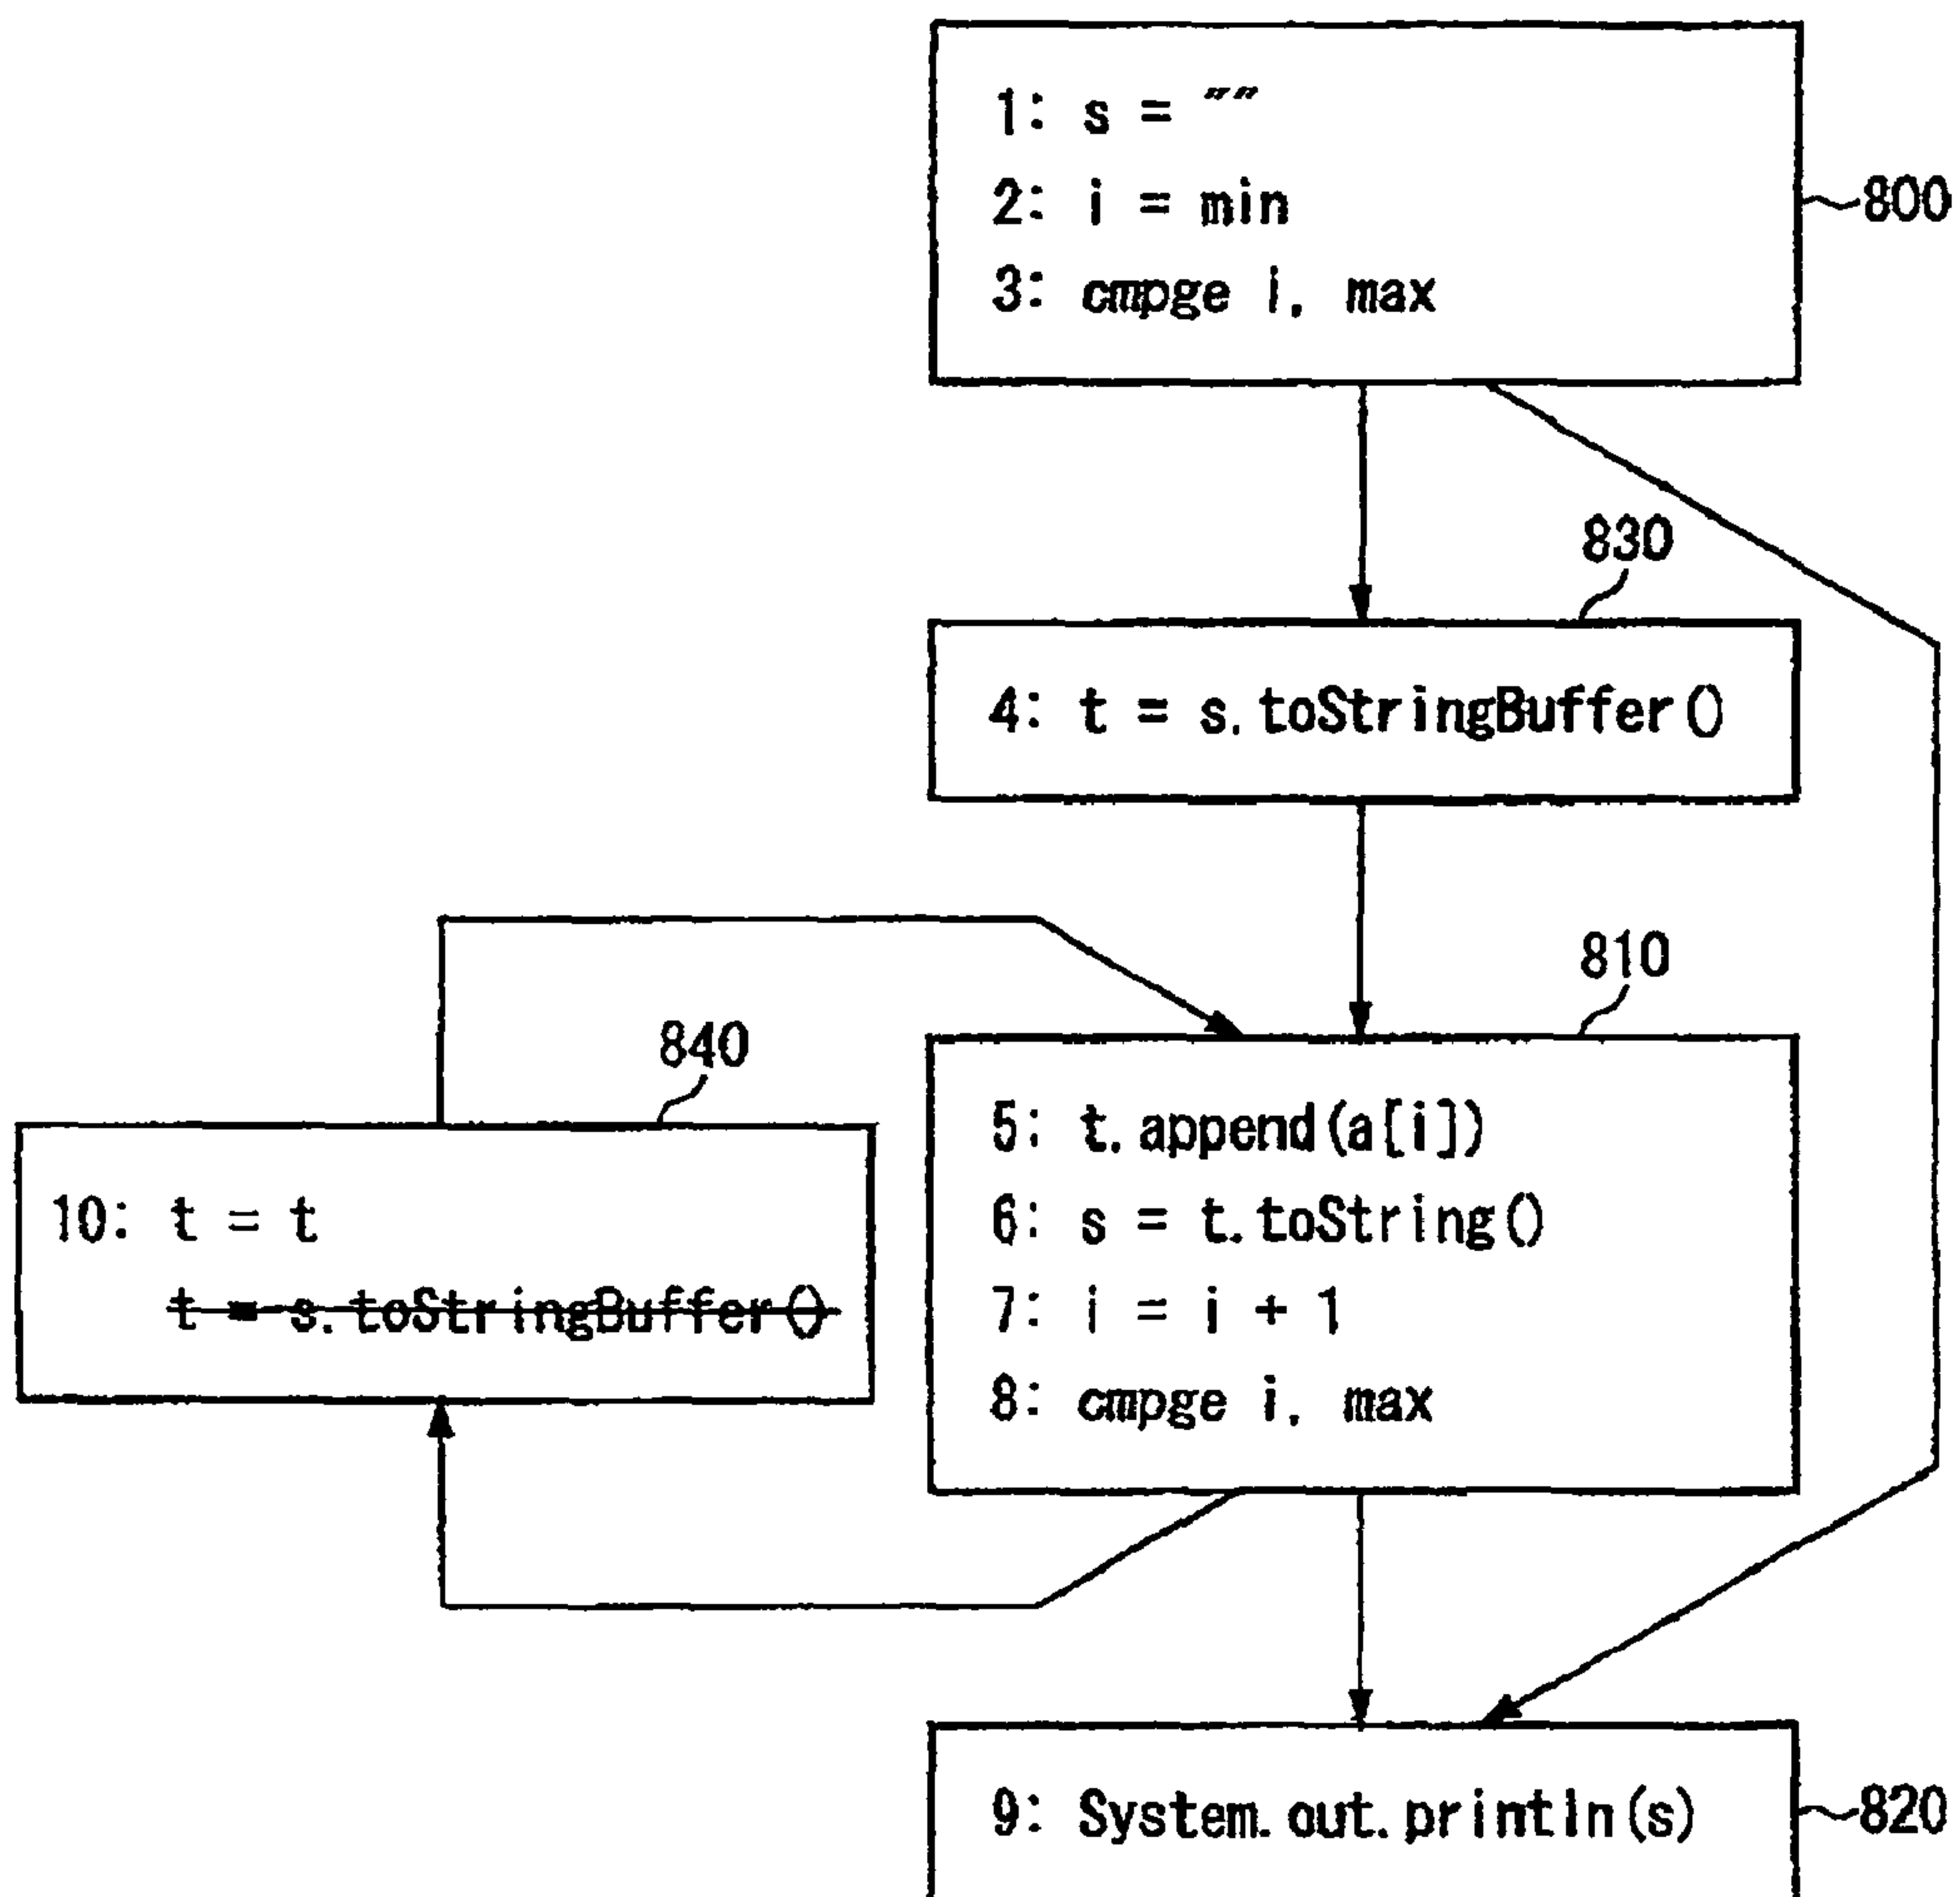 1: s = ""
2: i = min
3: cmpge i, max
800
830
4: t = s.toStringBuffer()
810
840
5: t.append(a[i])
6: s = t.toString()
7: i = i + 1
8: cmpge i, max
10: t = t
t = s.toStringBuffer()
9: System.out.println(s)
820